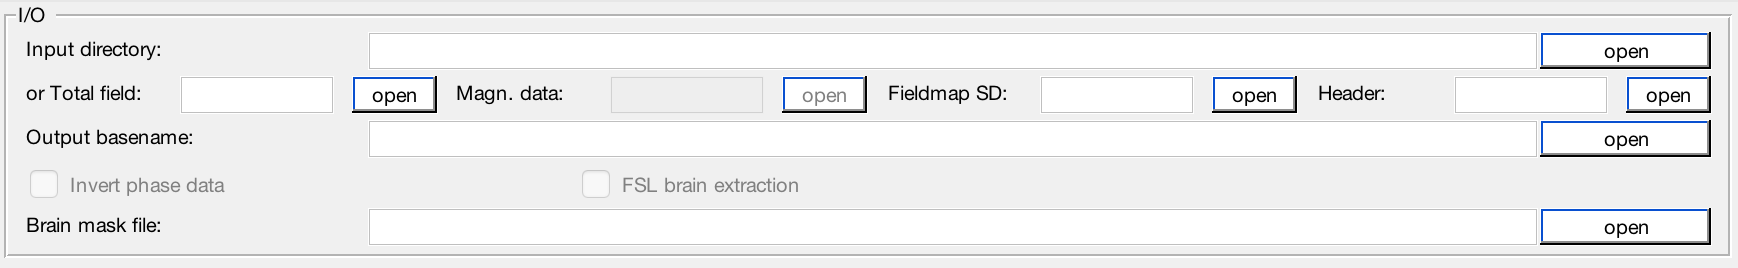 I/O
Input directory: open
or Total field: open Magn. data: open Fieldmap SD: open Header: open
Output basename: open
Invert phase data FSL brain extraction
Brain mask file: open